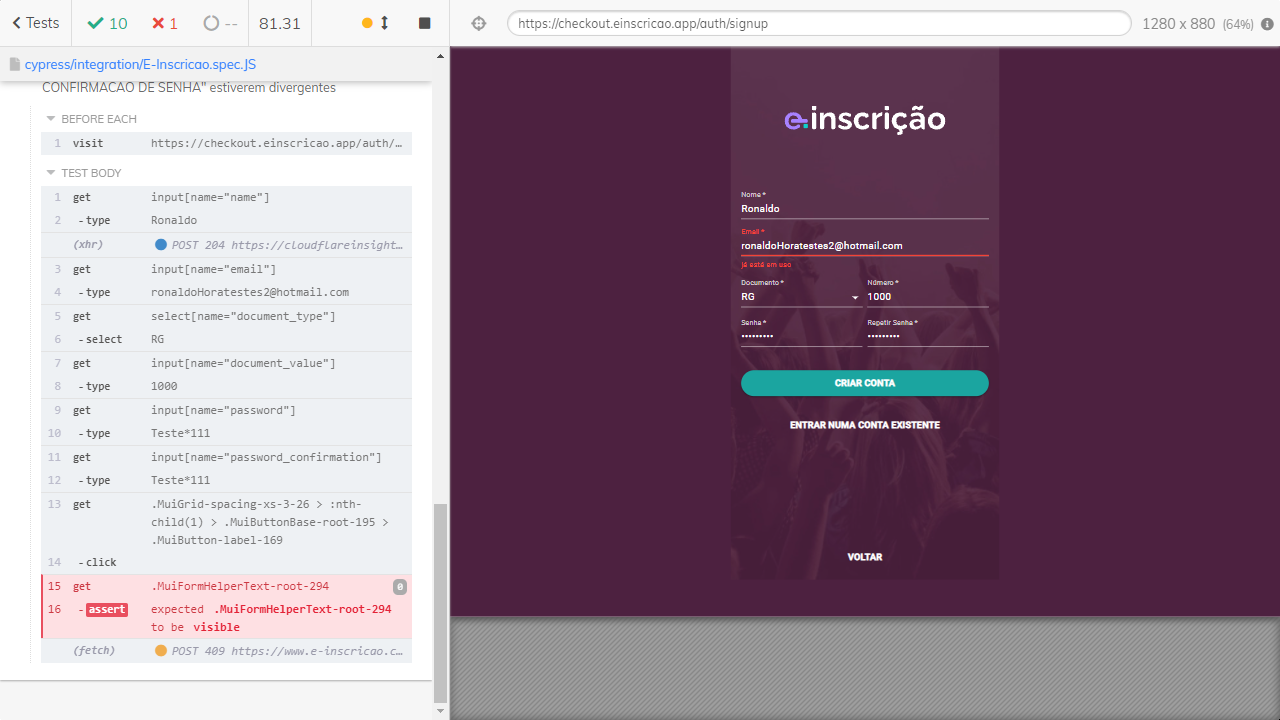 Tests
10
1
--
81.31
https://checkout.einscricao.app/auth/signup
1280 x 880 (64%)
cypress/integration/E-Inscricao.spec.JS
CONFIRMACAO DE SENHA" estiverem divergentes
BEFORE EACH
1 visit https://checkout.einscricao.app/auth/…
TEST BODY
1 get input[name="name"]
2 -type Ronaldo
(xhr) POST 204 https://cloudflareinsight…
3 get input[name="email"]
4 -type ronaldoHoratestes2@hotmail.com
5 get select[name="document_type"]
6 -select RG
7 get input[name="document_value"]
8 -type 1000
9 get input[name="password"]
10 -type Teste*111
11 get input[name="password_confirmation"]
12 -type Teste*111
13 get .MuiGrid-spacing-xs-3-26 > :nth-
child(1) > .MuiButtonBase-root-195 >
.MuiButton-label-169
14 -click
15 get .MuiFormHelperText-root-294 0
16 -assert expected .MuiFormHelperText-root-294
to be visible
(fetch) POST 409 https://www.e-inscricao.c…
e-inscrição
Nome *
Ronaldo
Email *
ronaldoHoratestes2@hotmail.com
já está em uso
Documento * Número *
RG 1000
Senha * Repetir Senha *
••••••••• •••••••••
CRIAR CONTA
ENTRAR NUMA CONTA EXISTENTE
VOLTAR